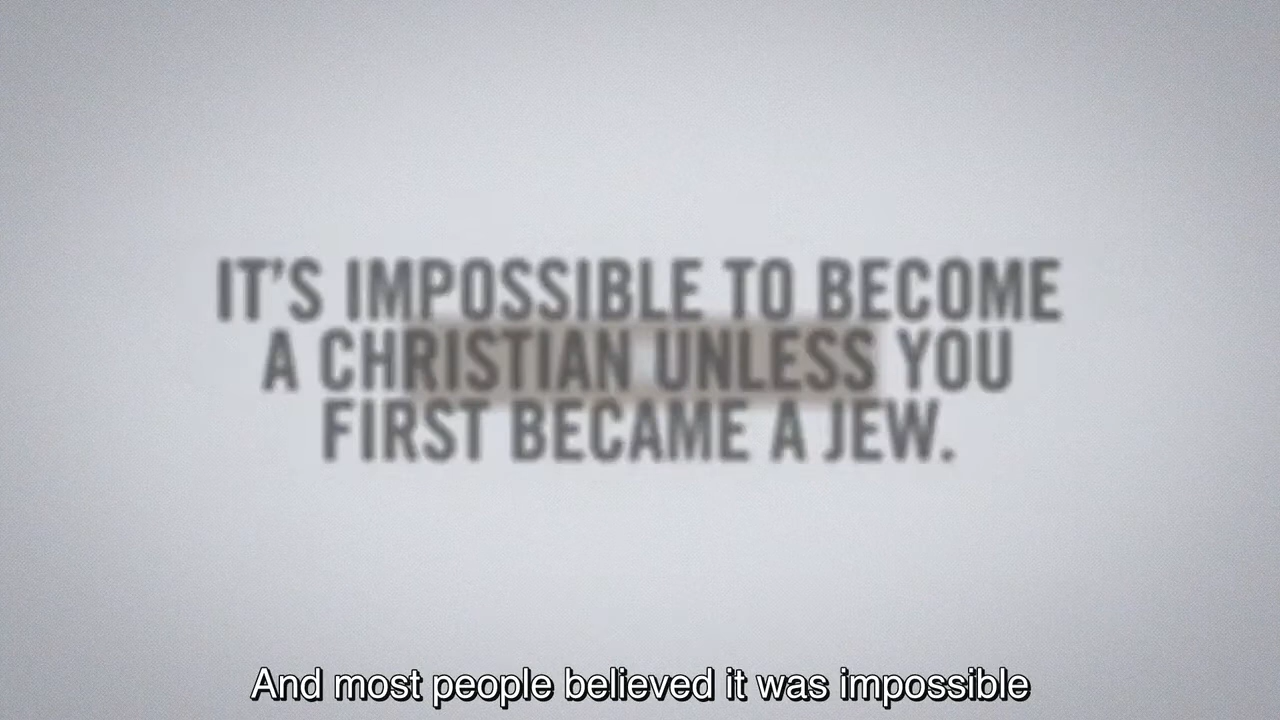 IT'S IMPOSSIBLE TO BECOME
A CHRISTIAN UNLESS YOU
FIRST BECAME A JEW.
And most people believed it was impossible